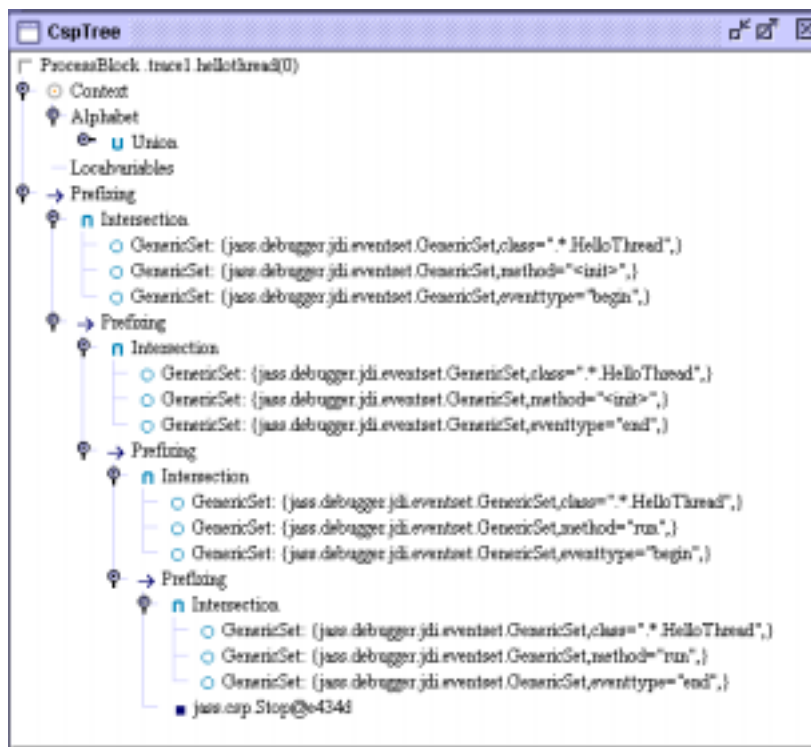 CspTree
ProcessBlock .trace1.hellothread(0)
Context
Alphabet
Union
Localvariables
Prefixing
Intersection
GenericSet: {jass.debugger.jdi.eventset.GenericSet,class=".*.HelloThread",}
GenericSet: {jass.debugger.jdi.eventset.GenericSet,method="<init>",}
GenericSet: {jass.debugger.jdi.eventset.GenericSet,eventtype="begin",}
Prefixing
Intersection
GenericSet: {jass.debugger.jdi.eventset.GenericSet,class=".*.HelloThread",}
GenericSet: {jass.debugger.jdi.eventset.GenericSet,method="<init>",}
GenericSet: {jass.debugger.jdi.eventset.GenericSet,eventtype="end",}
Prefixing
Intersection
GenericSet: {jass.debugger.jdi.eventset.GenericSet,class=".*.HelloThread",}
GenericSet: {jass.debugger.jdi.eventset.GenericSet,method="run",}
GenericSet: {jass.debugger.jdi.eventset.GenericSet,eventtype="begin",}
Prefixing
Intersection
GenericSet: {jass.debugger.jdi.eventset.GenericSet,class=".*.HelloThread",}
GenericSet: {jass.debugger.jdi.eventset.GenericSet,method="run",}
GenericSet: {jass.debugger.jdi.eventset.GenericSet,eventtype="end",}
jass.csp.Stop@e434d